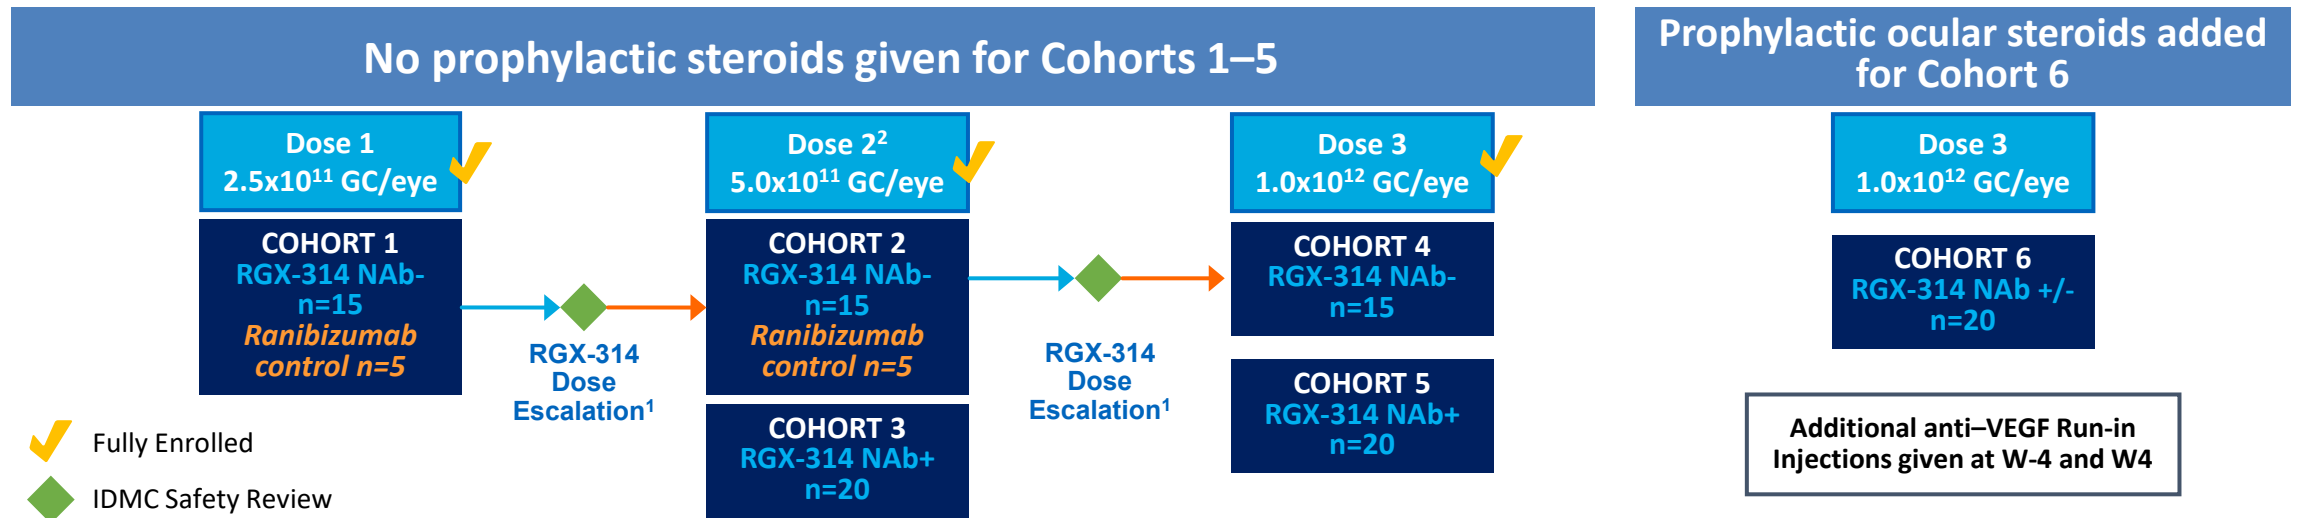 No prophylactic steroids given for Cohorts 1–5
Prophylactic ocular steroids added
for Cohort 6
Dose 1
2.5x10¹¹ GC/eye
COHORT 1
RGX-314 NAb-
n=15
Ranibizumab
control n=5
RGX-314
Dose
Escalation¹
Dose 2²
5.0x10¹¹ GC/eye
COHORT 2
RGX-314 NAb-
n=15
Ranibizumab
control n=5
COHORT 3
RGX-314 NAb+
n=20
RGX-314
Dose
Escalation¹
Dose 3
1.0x10¹² GC/eye
COHORT 4
RGX-314 NAb-
n=15
COHORT 5
RGX-314 NAb+
n=20
Dose 3
1.0x10¹² GC/eye
COHORT 6
RGX-314 NAb +/-
n=20
Additional anti–VEGF Run-in
Injections given at W-4 and W4
Fully Enrolled
IDMC Safety Review